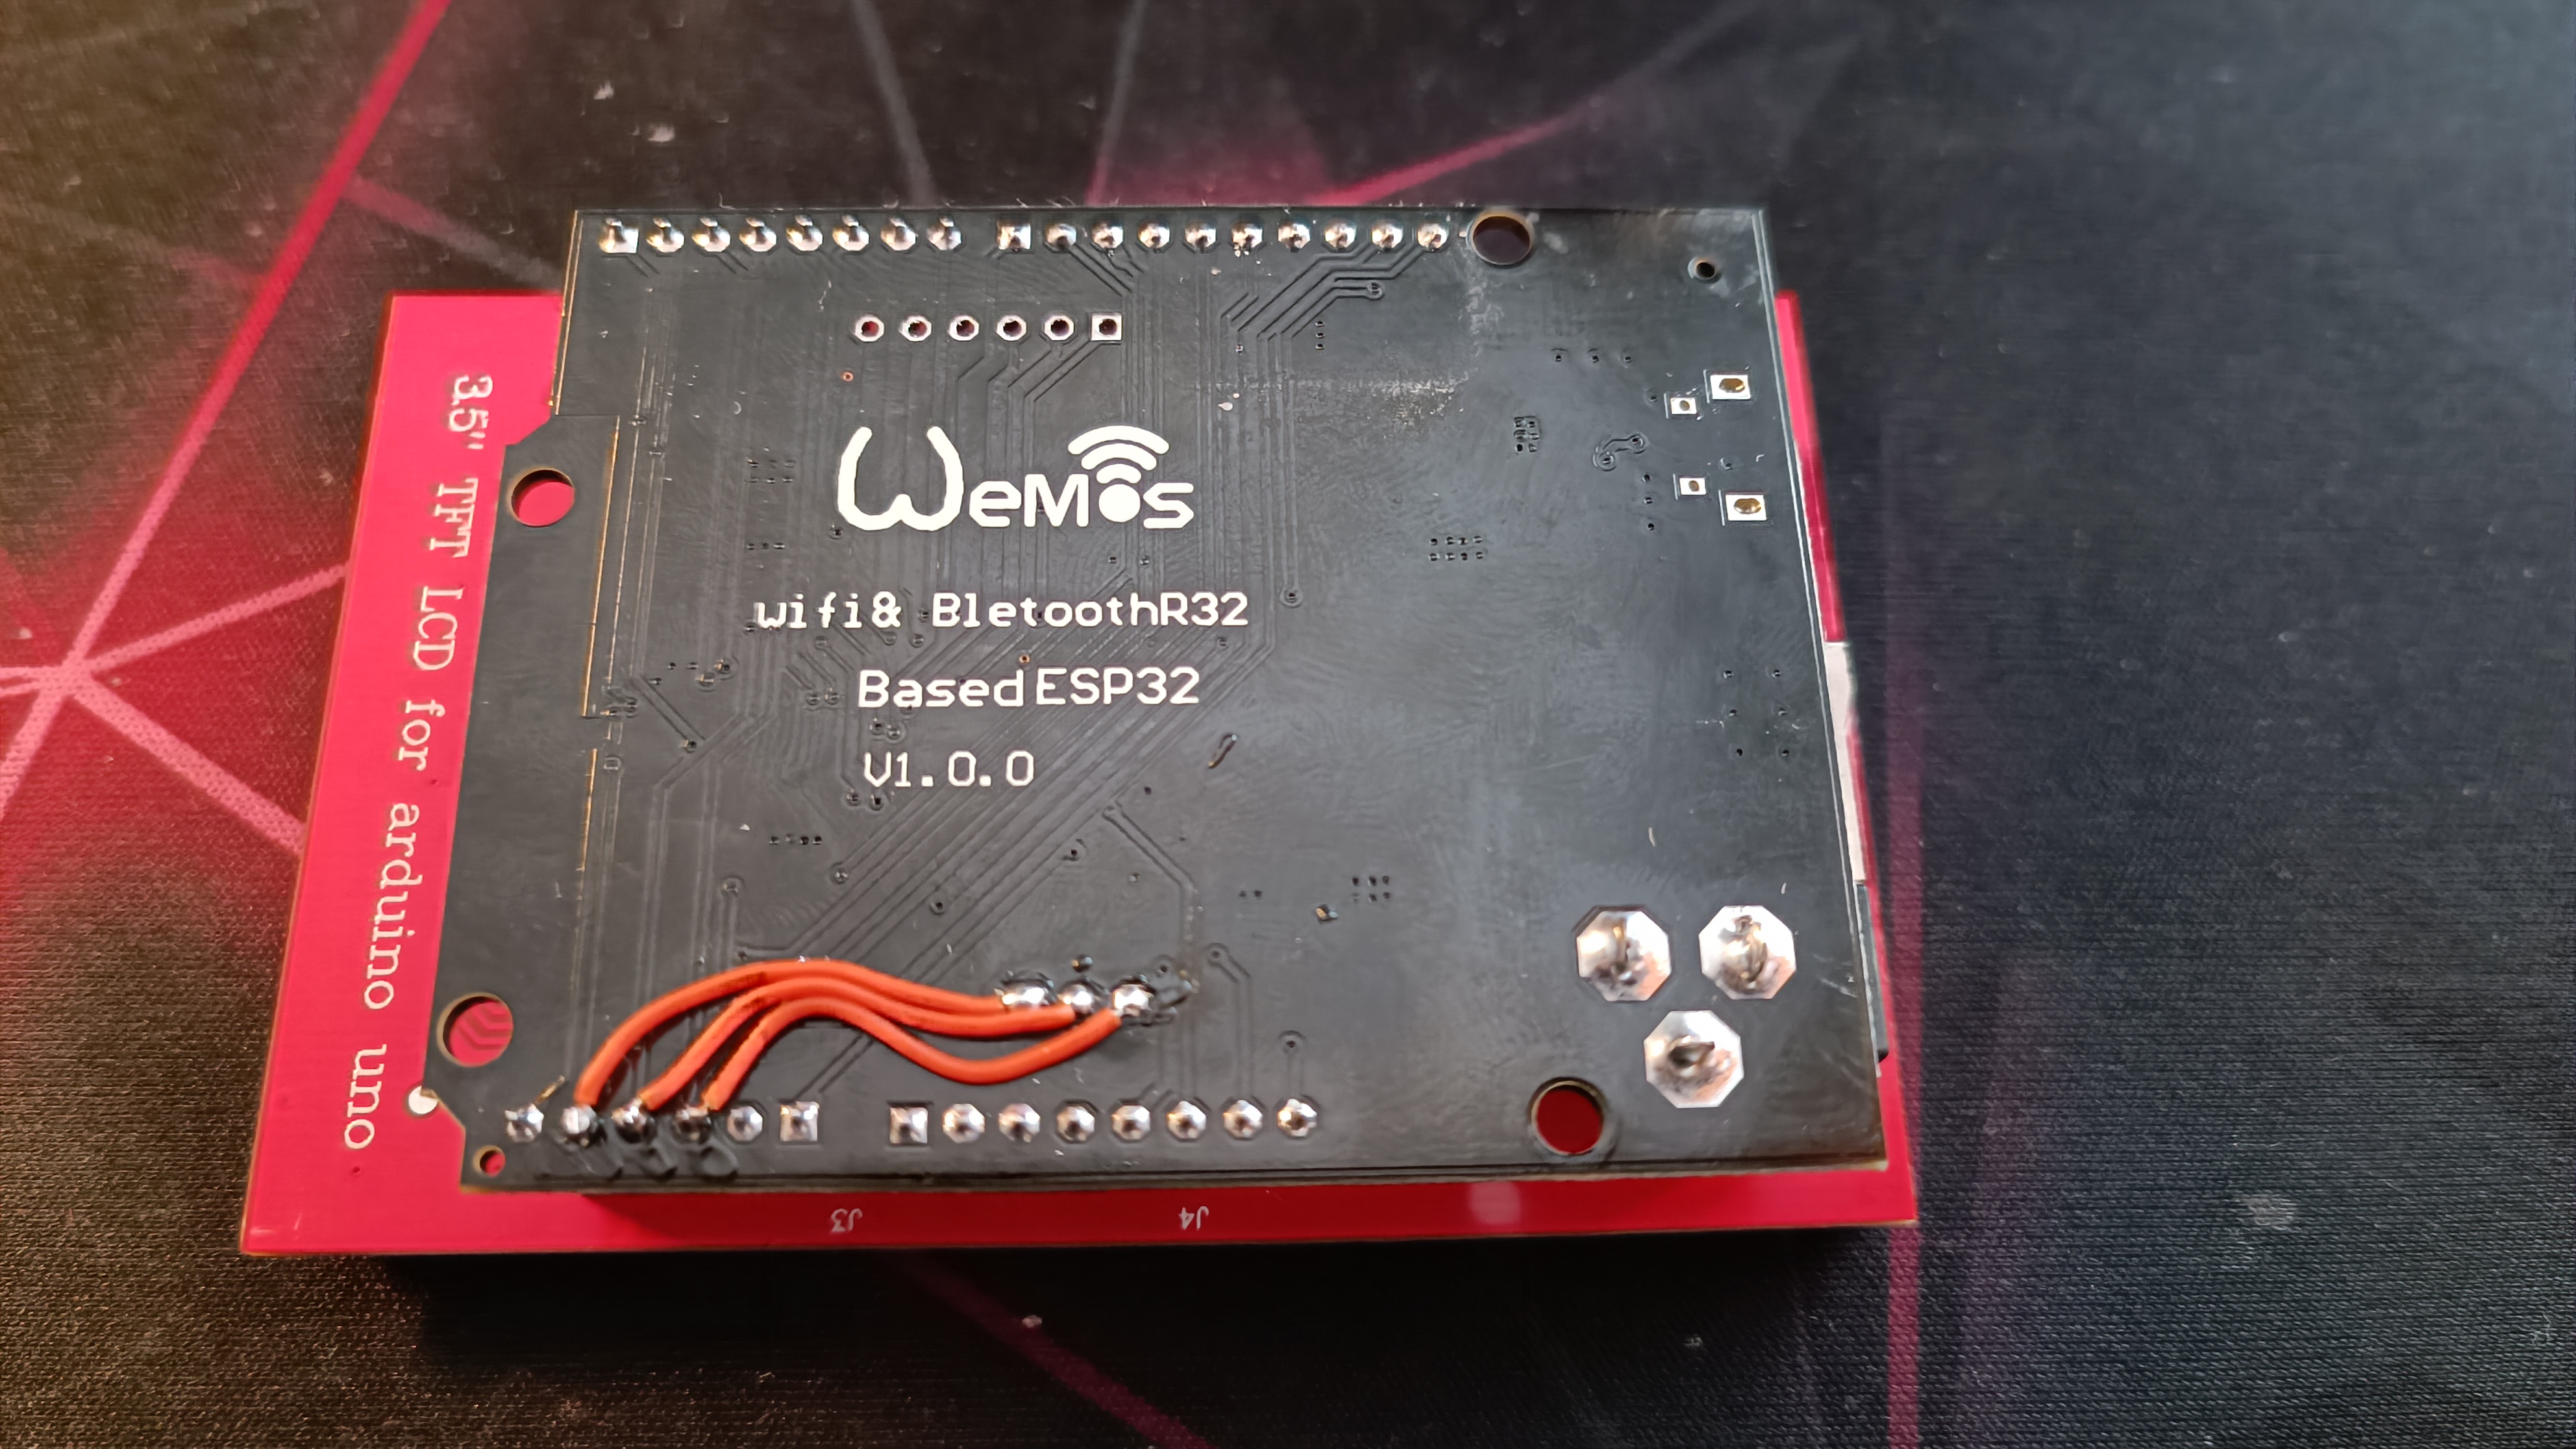 WeMos
wifi& BletoothR32
Based ESP32
V1.0.0
3.5" TFT LCD for arduino uno
J3
J4